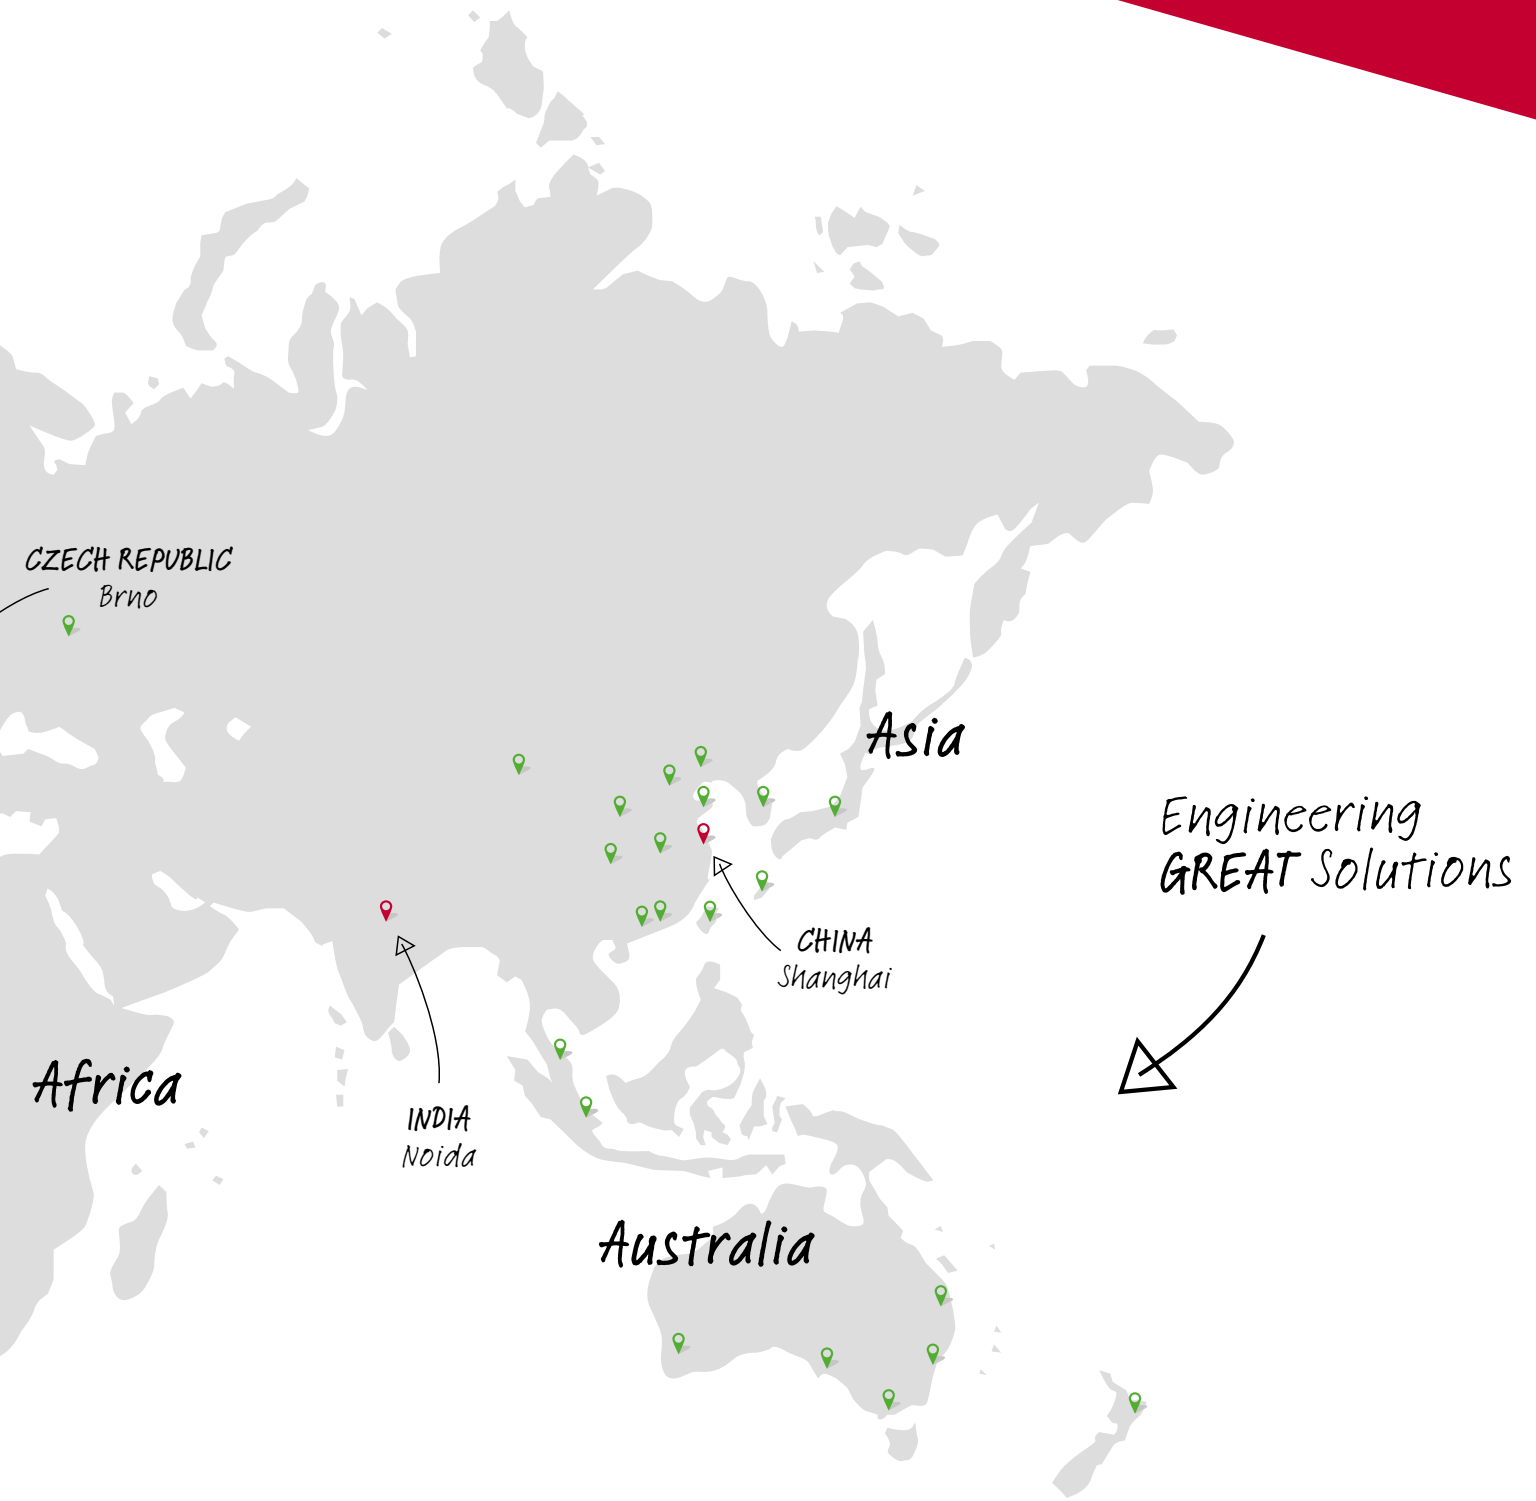 CZECH REPUBLIC
Brno
Asia
Engineering
GREAT Solutions
CHINA
Shanghai
Africa
INDIA
Noida
Australia